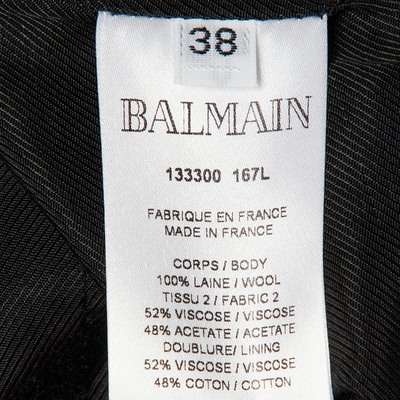 38
BALMAIN
133300 167L
FABRIQUE EN FRANCE
MADE IN FRANCE
CORPS / BODY
100% LAINE / WOOL
TISSU 2 / FABRIC 2
52% VISCOSE / VISCOSE
48% ACETATE / ACETATE
DOUBLURE / LINING
52% VISCOSE / VISCOSE
48% COTON / COTTON